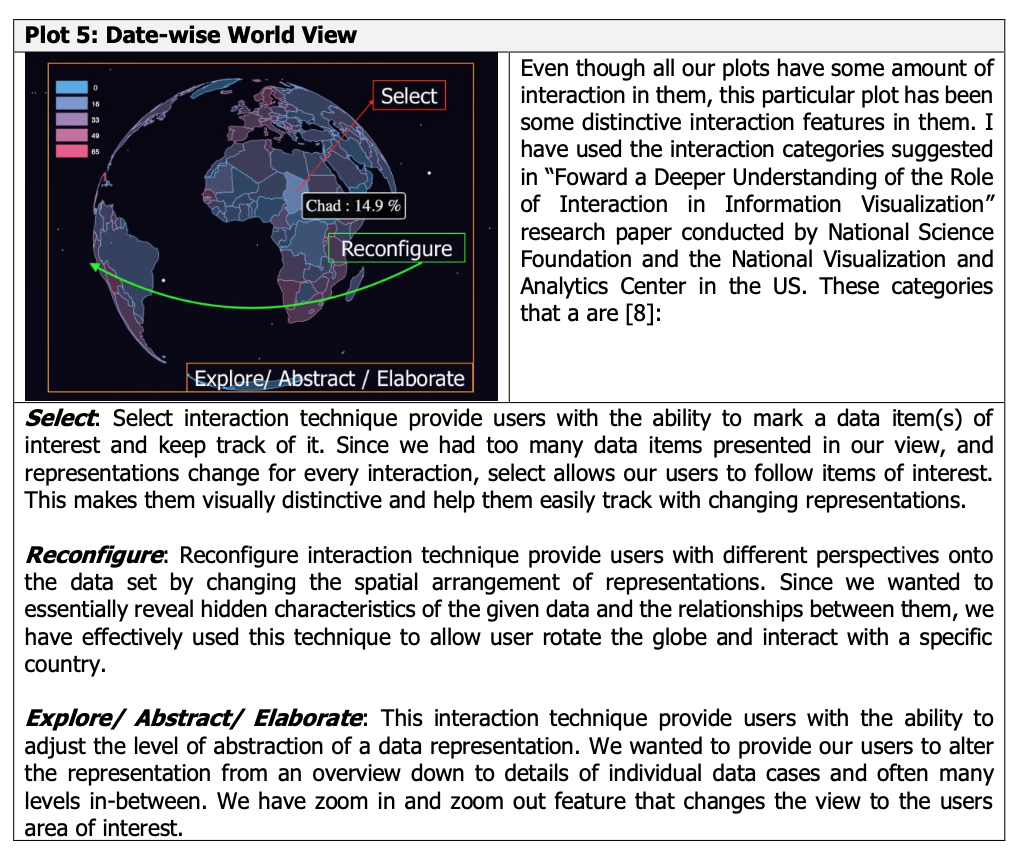 Plot 5: Date-wise World View
0
16
33
49
65
Select
Chad : 14.9 %
Reconfigure
Explore/ Abstract / Elaborate
Even though all our plots have some amount of
interaction in them, this particular plot has been
some distinctive interaction features in them. I
have used the interaction categories suggested
in “Foward a Deeper Understanding of the Role
of Interaction in Information Visualization”
research paper conducted by National Science
Foundation and the National Visualization and
Analytics Center in the US. These categories
that a are [8]:
Select: Select interaction technique provide users with the ability to mark a data item(s) of
interest and keep track of it. Since we had too many data items presented in our view, and
representations change for every interaction, select allows our users to follow items of interest.
This makes them visually distinctive and help them easily track with changing representations.
Reconfigure: Reconfigure interaction technique provide users with different perspectives onto
the data set by changing the spatial arrangement of representations. Since we wanted to
essentially reveal hidden characteristics of the given data and the relationships between them, we
have effectively used this technique to allow user rotate the globe and interact with a specific
country.
Explore/ Abstract/ Elaborate: This interaction technique provide users with the ability to
adjust the level of abstraction of a data representation. We wanted to provide our users to alter
the representation from an overview down to details of individual data cases and often many
levels in-between. We have zoom in and zoom out feature that changes the view to the users
area of interest.